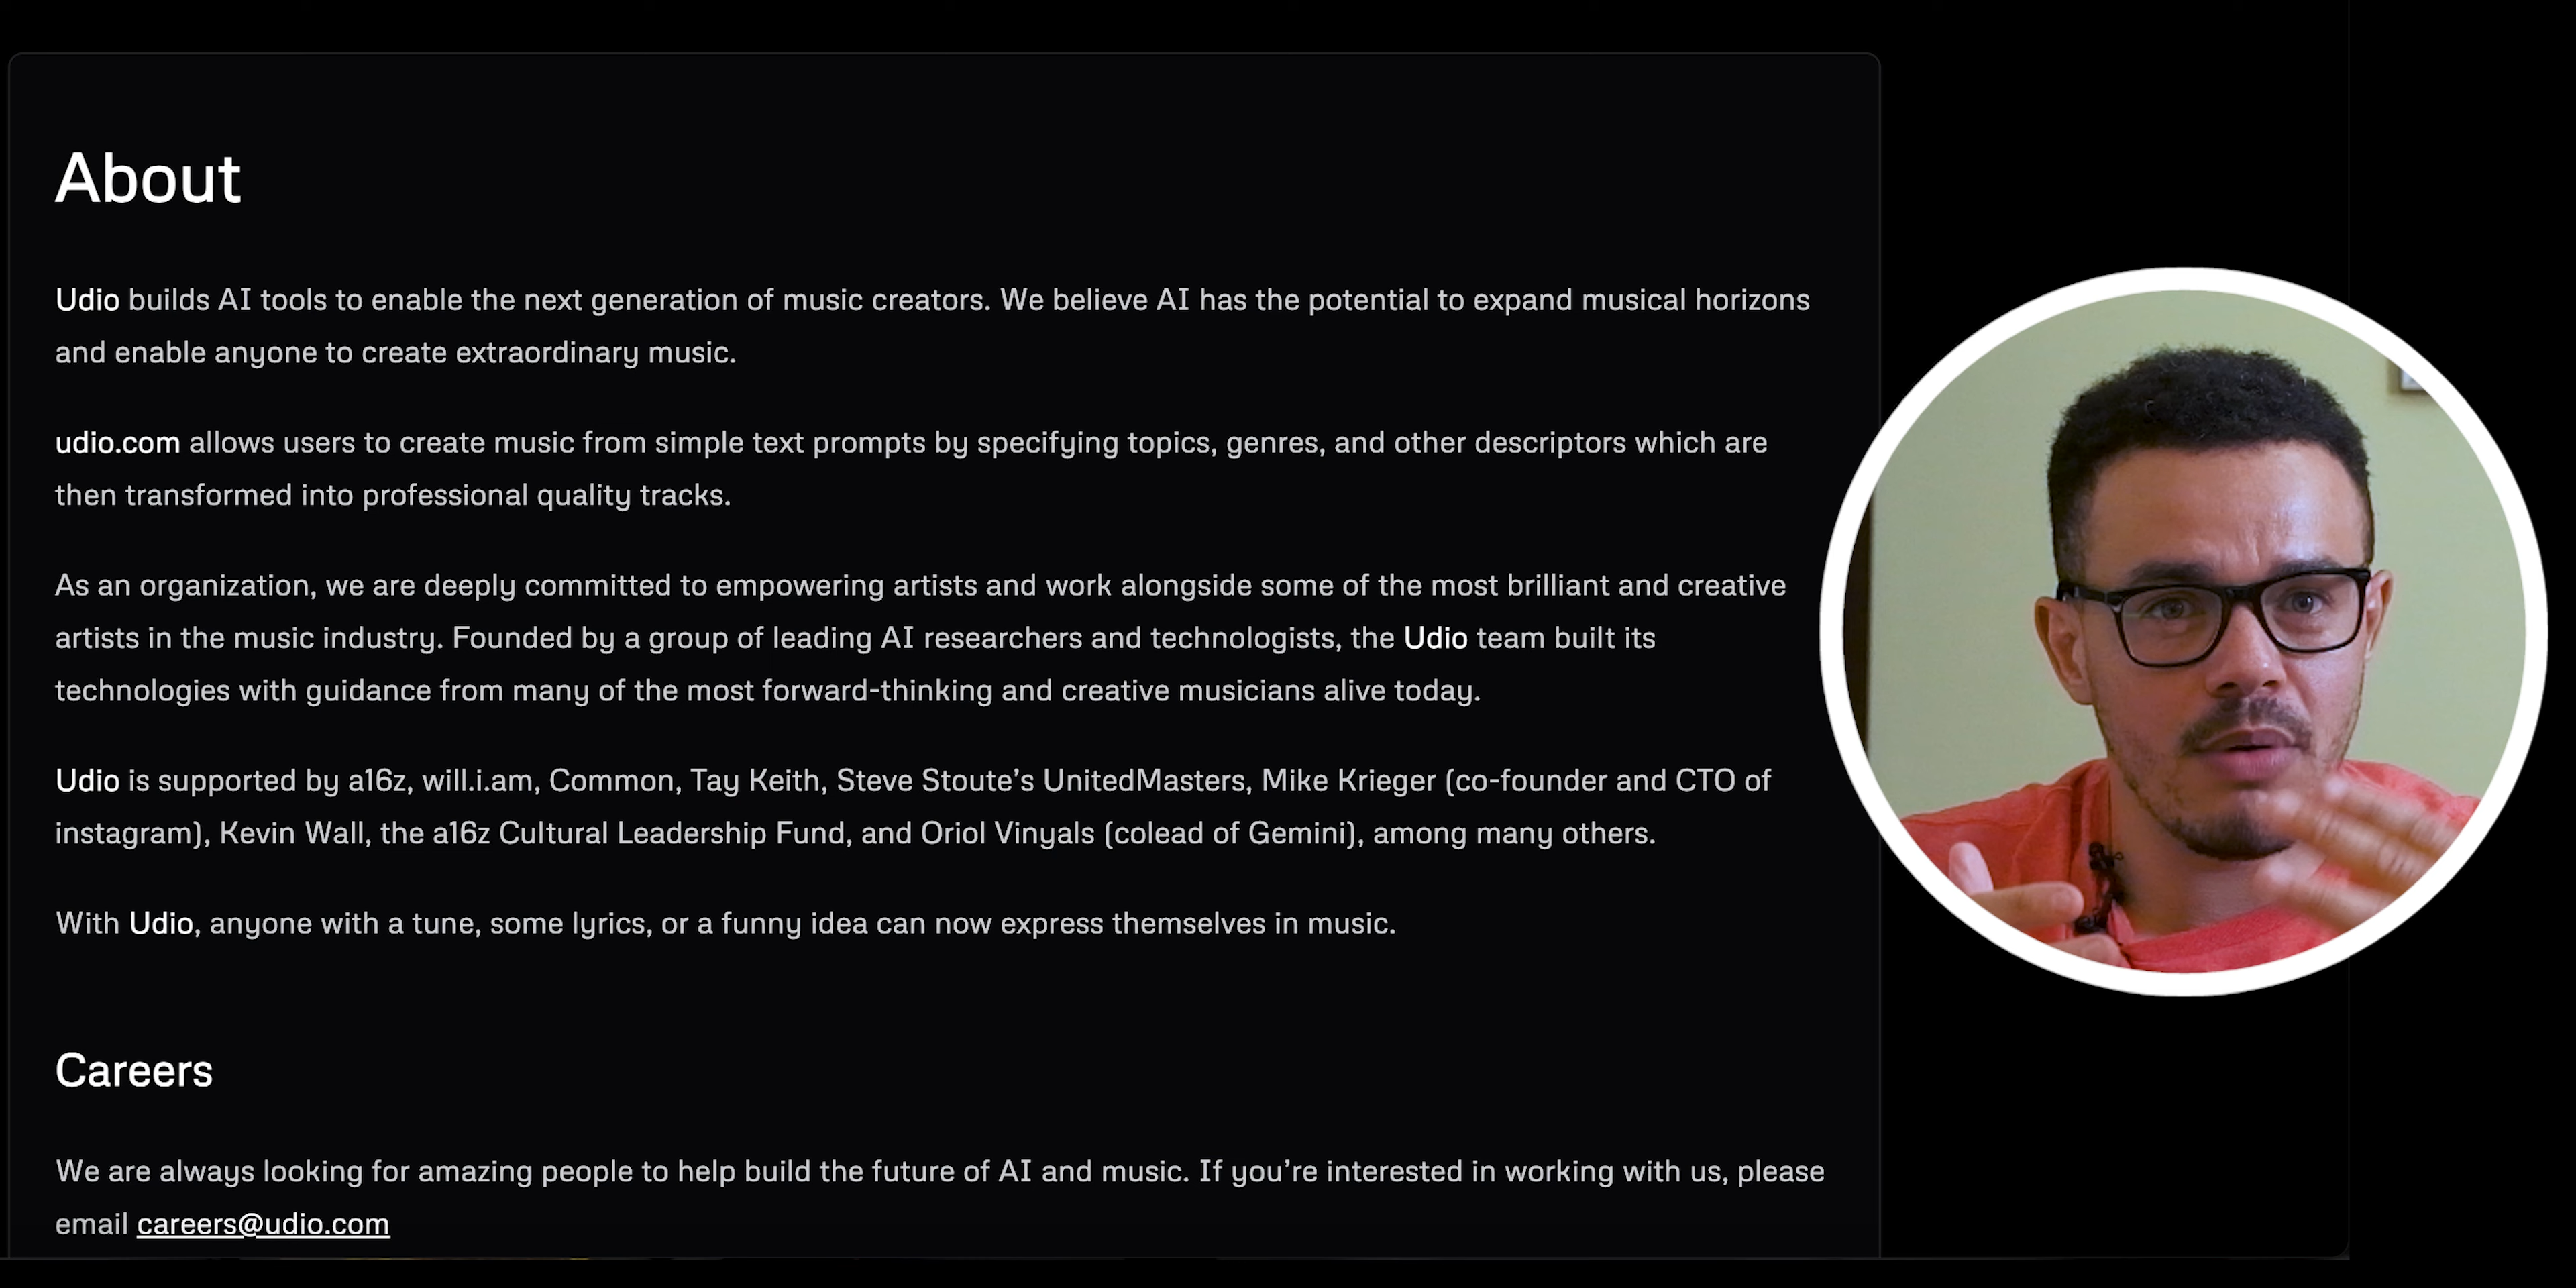 About
Udio builds AI tools to enable the next generation of music creators. We believe AI has the potential to expand musical horizons
and enable anyone to create extraordinary music.
udio.com allows users to create music from simple text prompts by specifying topics, genres, and other descriptors which are
then transformed into professional quality tracks.
As an organization, we are deeply committed to empowering artists and work alongside some of the most brilliant and creative
artists in the music industry. Founded by a group of leading AI researchers and technologists, the Udio team built its
technologies with guidance from many of the most forward-thinking and creative musicians alive today.
Udio is supported by a16z, will.i.am, Common, Tay Keith, Steve Stoute’s UnitedMasters, Mike Krieger (co-founder and CTO of
instagram), Kevin Wall, the a16z Cultural Leadership Fund, and Oriol Vinyals (colead of Gemini), among many others.
With Udio, anyone with a tune, some lyrics, or a funny idea can now express themselves in music.
Careers
We are always looking for amazing people to help build the future of AI and music. If you’re interested in working with us, please
email careers@udio.com